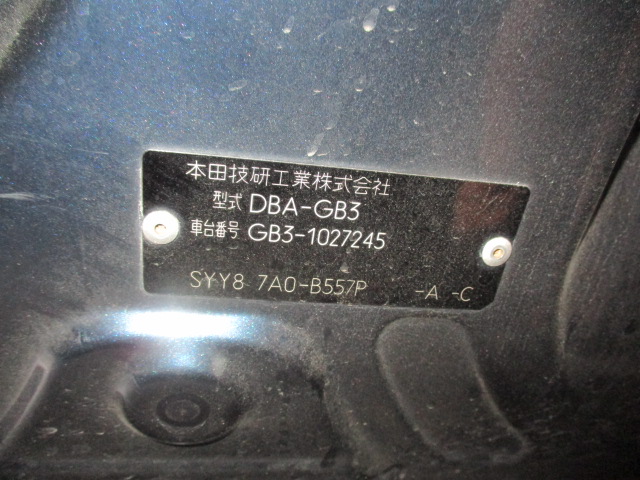 本田技研工業株式会社
型式 DBA-GB3
車台番号 GB3-1027245
SYY8 7A0-B557P -A -C